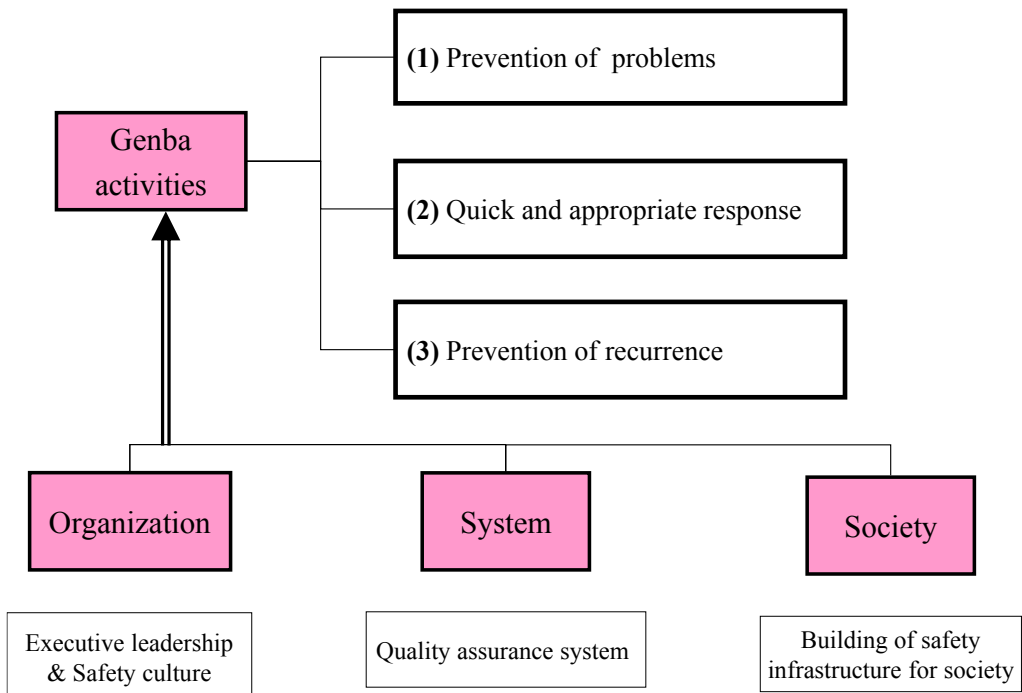 (1) Prevention of problems
Genba
activities
(2) Quick and appropriate response
(3) Prevention of recurrence
Organization
System
Society
Executive leadership
& Safety culture
Quality assurance system
Building of safety
infrastructure for society